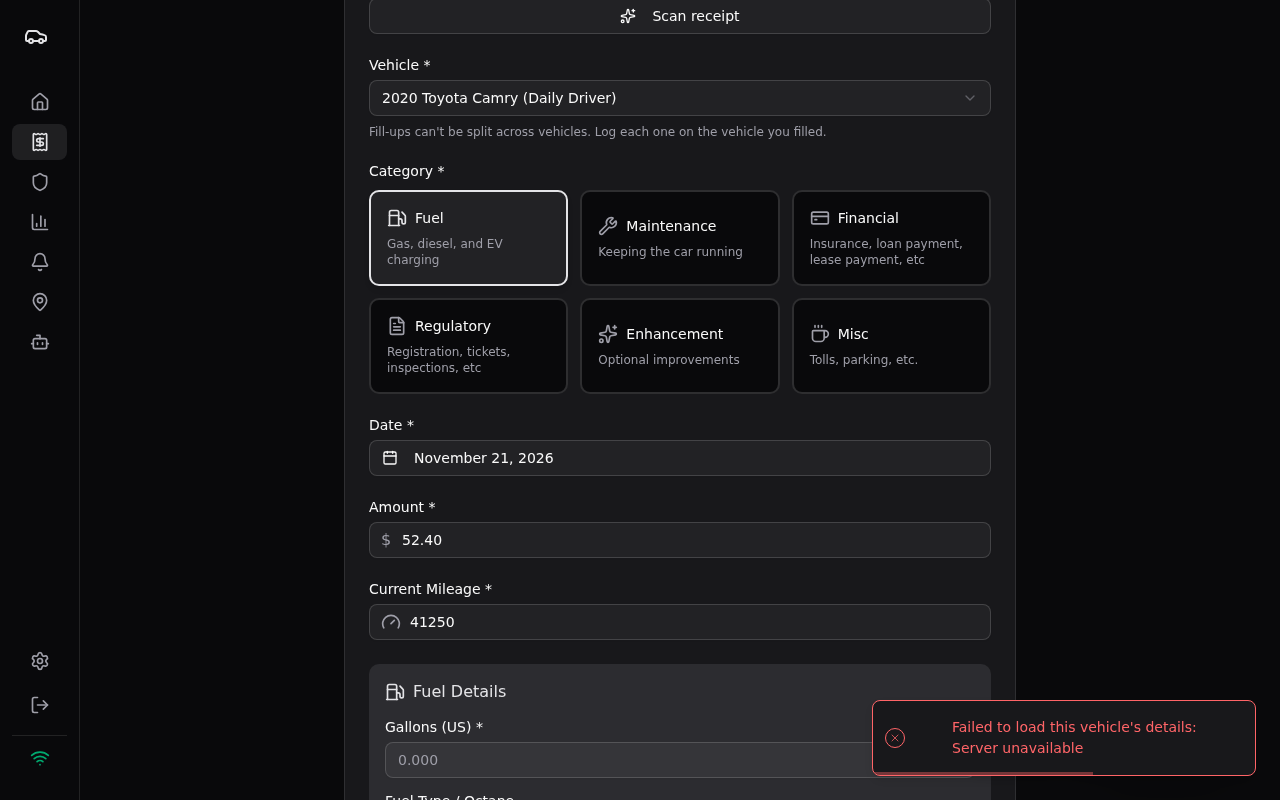 Scan receipt
Vehicle *
2020 Toyota Camry (Daily Driver)
Fill-ups can't be split across vehicles. Log each one on the vehicle you filled.
Category *
Fuel
Gas, diesel, and EV
charging
Maintenance
Keeping the car running
Financial
Insurance, loan payment,
lease payment, etc
Regulatory
Registration, tickets,
inspections, etc
Enhancement
Optional improvements
Misc
Tolls, parking, etc.
Date *
November 21, 2026
Amount *
$ 52.40
Current Mileage *
41250
Fuel Details
Gallons (US) *
0.000
Fuel Type / Octane
Failed to load this vehicle's details:
Server unavailable